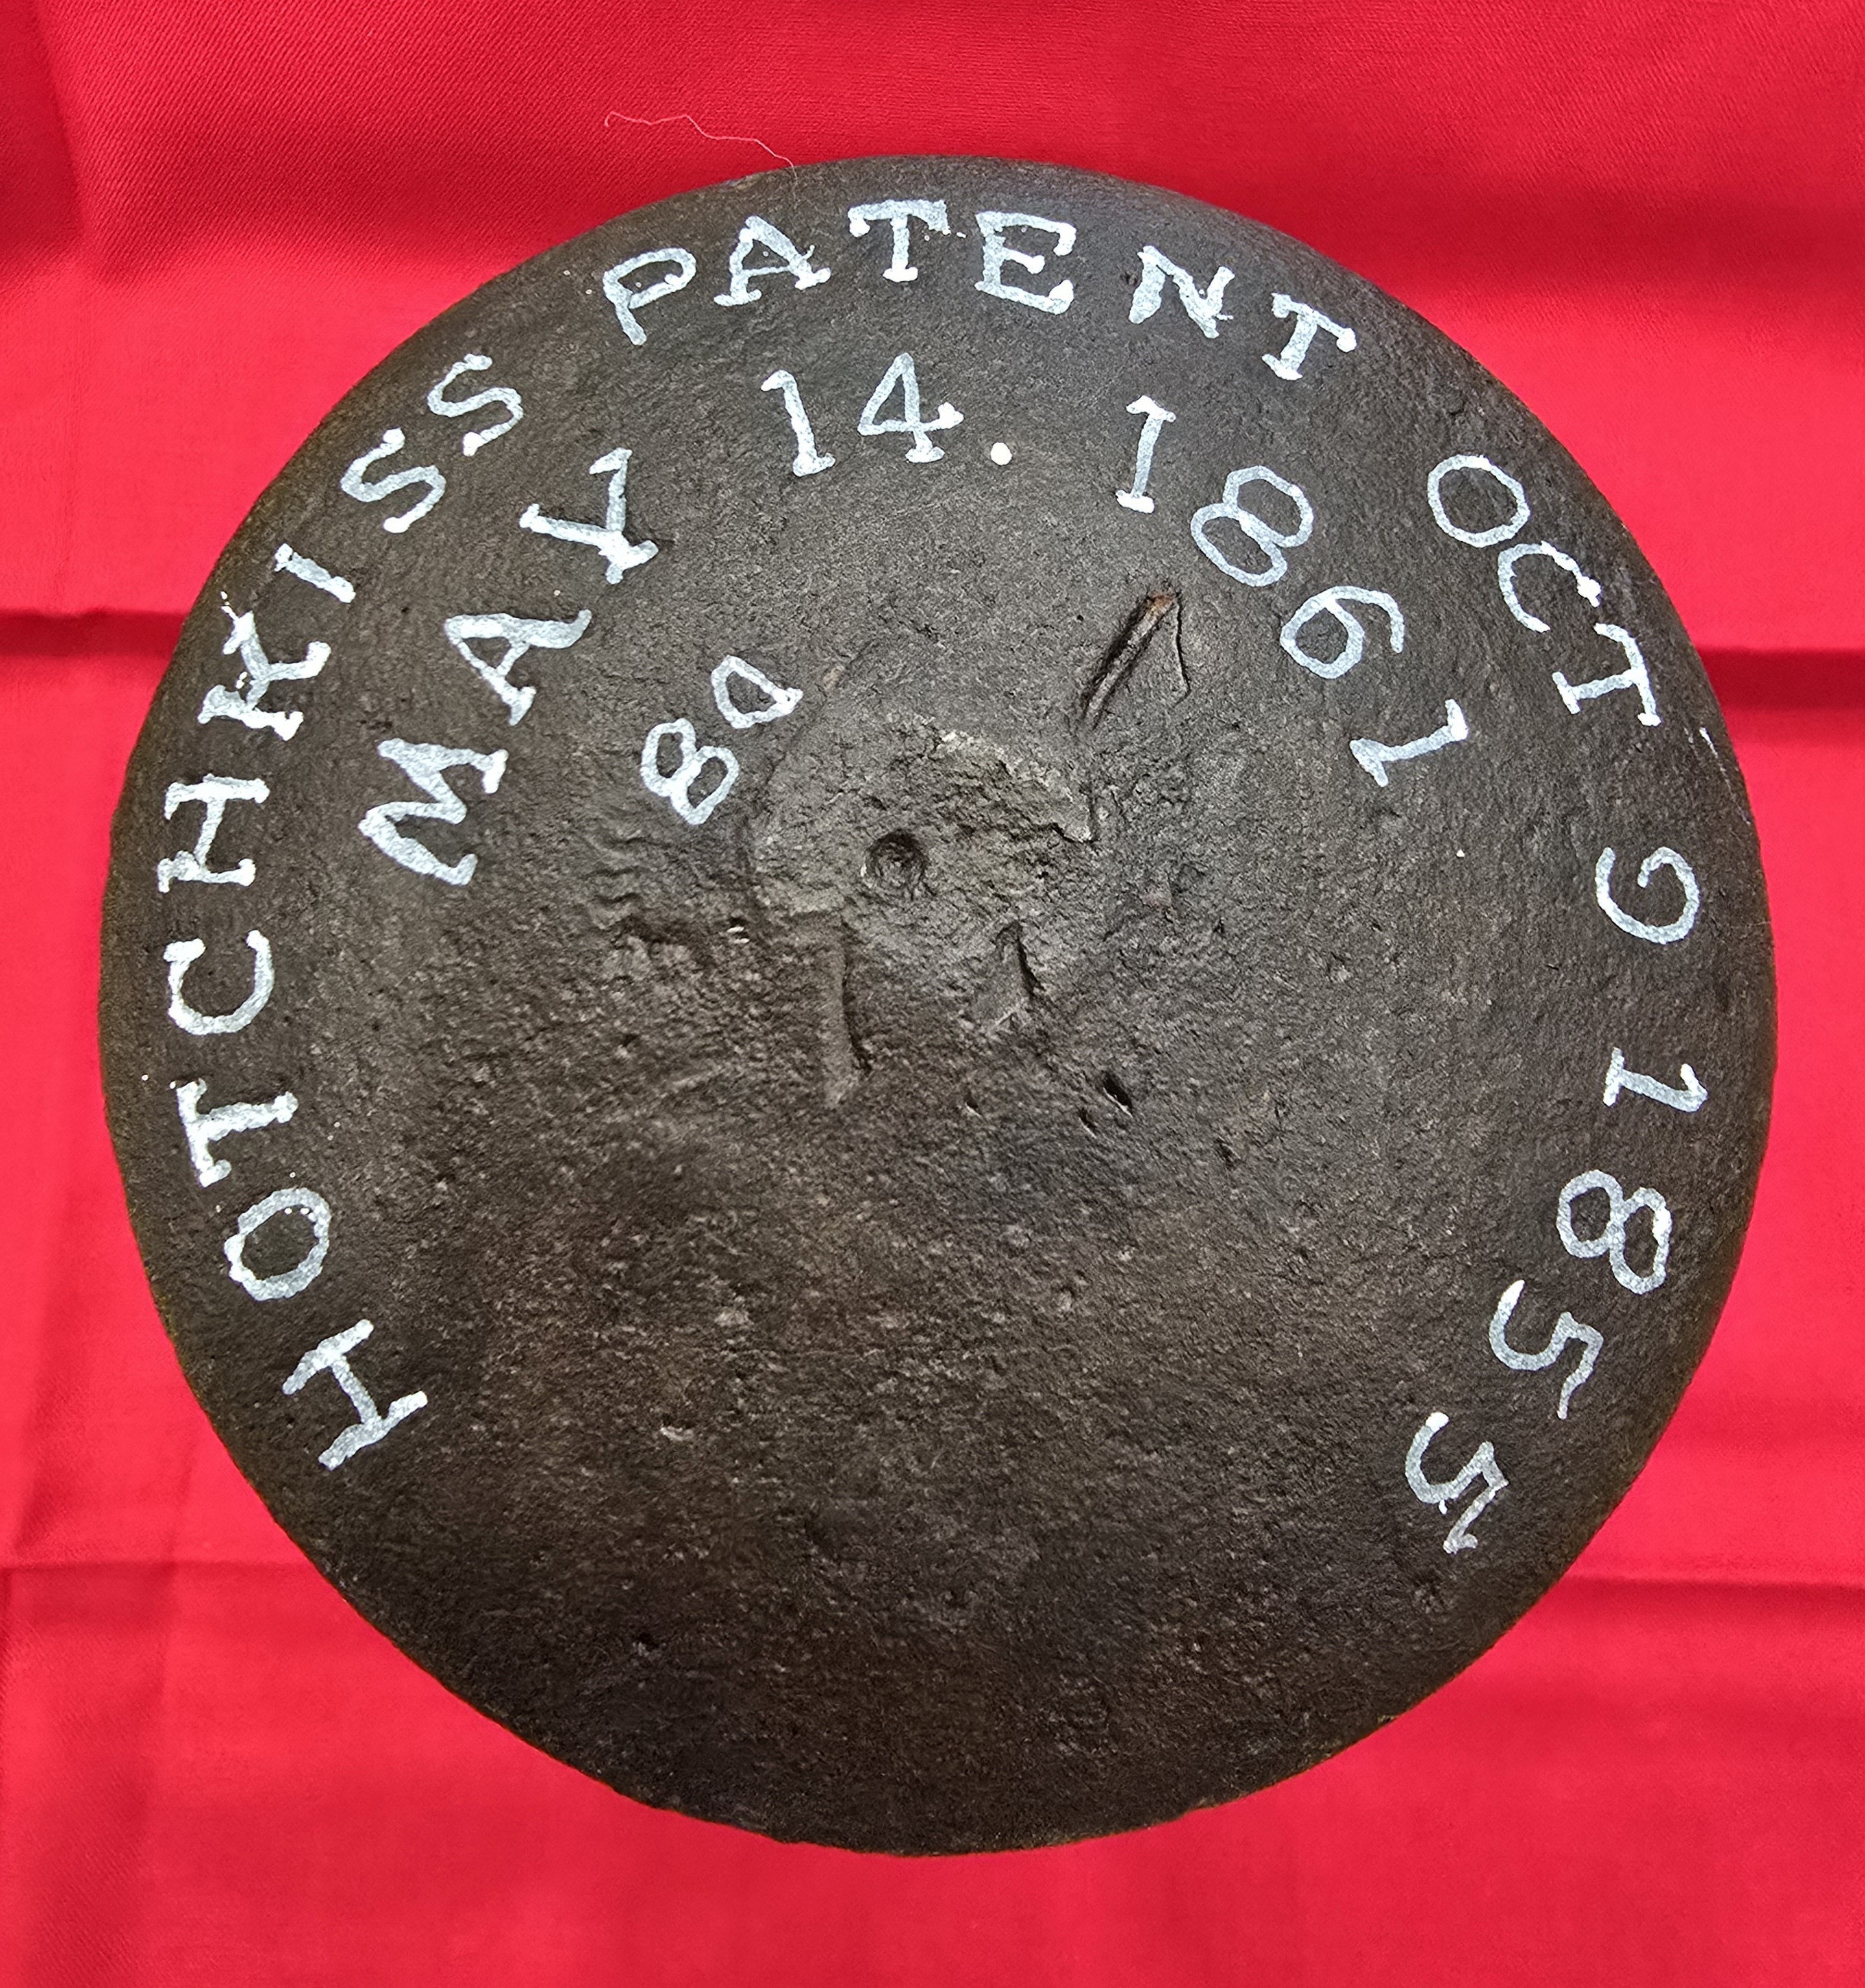 HOTCHKISS PATENT OCT 9 1855
MAY 14. 1861
80